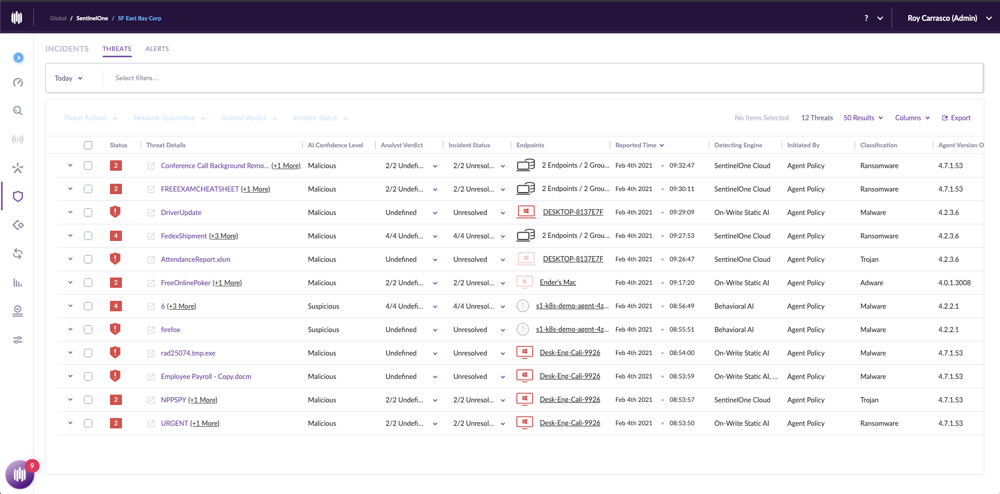 Global / SentinelOne / SF East Bay Corp ? Roy Carrasco (Admin)
INCIDENTS THREATS ALERTS
Today Select filters...
Threat Actions Network Quarantine Analyst Verdict Incident Status No Items Selected 12 Threats 50 Results Columns Export
Status Threat Details AI Confidence Level Analyst Verdict Incident Status Endpoints Reported Time Detecting Engine Initiated By Classification Agent Version O
2 Conference Call Background Remo... (+1 More) Malicious 2/2 Undefi... 2/2 Unresol... 2 Endpoints / 2 Grou... Feb 4th 2021 • 09:32:47 SentinelOne Cloud Agent Policy Ransomware 4.7.1.53
2 FREEEXAMCHEATSHEET (+1 More) Malicious 2/2 Undefi... 2/2 Unresol... 2 Endpoints / 2 Grou... Feb 4th 2021 • 09:30:11 SentinelOne Cloud Agent Policy Ransomware 4.7.1.53
! DriverUpdate Malicious Undefined Unresolved DESKTOP-8137E7F Feb 4th 2021 • 09:29:09 On-Write Static AI Agent Policy Malware 4.2.3.6
4 FedexShipment (+3 More) Malicious 4/4 Undefi... 4/4 Unresol... 2 Endpoints / 2 Grou... Feb 4th 2021 • 09:27:53 SentinelOne Cloud Agent Policy Ransomware 4.2.3.6
! AttendanceReport.xlsm Malicious Undefined Unresolved DESKTOP-8137E7F Feb 4th 2021 • 09:26:47 SentinelOne Cloud Agent Policy Trojan 4.2.3.6
2 FreeOnlinePoker (+1 More) Malicious 2/2 Undefi... 2/2 Unresol... Ender's Mac Feb 4th 2021 • 09:17:20 On-Write Static AI Agent Policy Adware 4.0.1.3008
4 6 (+3 More) Suspicious 4/4 Undefi... 4/4 Unresol... s1-k8s-demo-agent-4z... Feb 4th 2021 • 08:56:49 Behavioral AI Agent Policy Malware 4.2.2.1
! firefox Suspicious Undefined Unresolved s1-k8s-demo-agent-4z... Feb 4th 2021 • 08:55:51 Behavioral AI Agent Policy Malware 4.2.2.1
! rad25074.tmp.exe Malicious Undefined Unresolved Desk-Eng-Cali-9926 Feb 4th 2021 • 08:54:00 On-Write Static AI Agent Policy Malware 4.7.1.53
! Employee Payroll - Copy.docm Malicious Undefined Unresolved Desk-Eng-Cali-9926 Feb 4th 2021 • 08:53:59 On-Write Static AI, ... Agent Policy Malware 4.7.1.53
2 NPPSPY (+1 More) Malicious 2/2 Undefi... 2/2 Unresol... Desk-Eng-Cali-9926 Feb 4th 2021 • 08:53:57 SentinelOne Cloud Agent Policy Trojan 4.7.1.53
2 URGENT (+1 More) Malicious 2/2 Undefi... 2/2 Unresol... Desk-Eng-Cali-9926 Feb 4th 2021 • 08:53:50 On-Write Static AI Agent Policy Ransomware 4.7.1.53
9